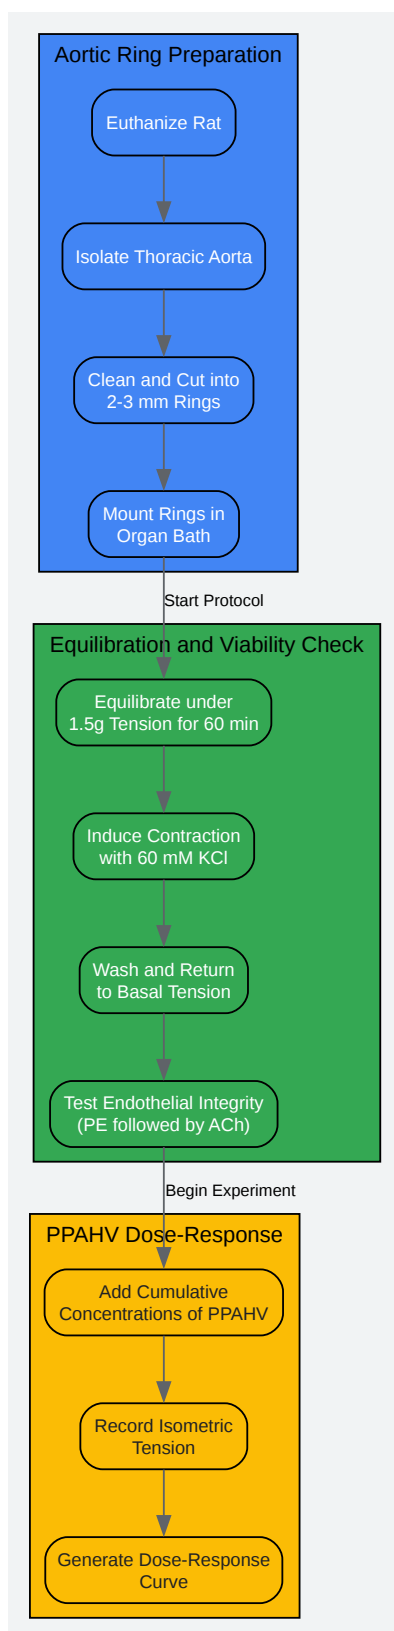 Aortic Ring Preparation
Euthanize Rat
Isolate Thoracic Aorta
Clean and Cut into
2-3 mm Rings
Mount Rings in
Organ Bath
Start Protocol
Equilibration and Viability Check
Equilibrate under
1.5g Tension for 60 min
Induce Contraction
with 60 mM KCl
Wash and Return
to Basal Tension
Test Endothelial Integrity
(PE followed by ACh)
Begin Experiment
PPAHV Dose-Response
Add Cumulative
Concentrations of PPAHV
Record Isometric
Tension
Generate Dose-Response
Curve